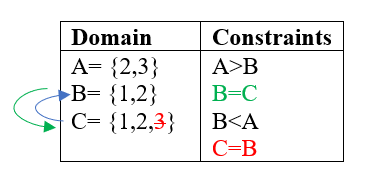 Domain Constraints
A= {2,3} A>B
B= {1,2} B=C
C= {1,2,3} B<A
C=B